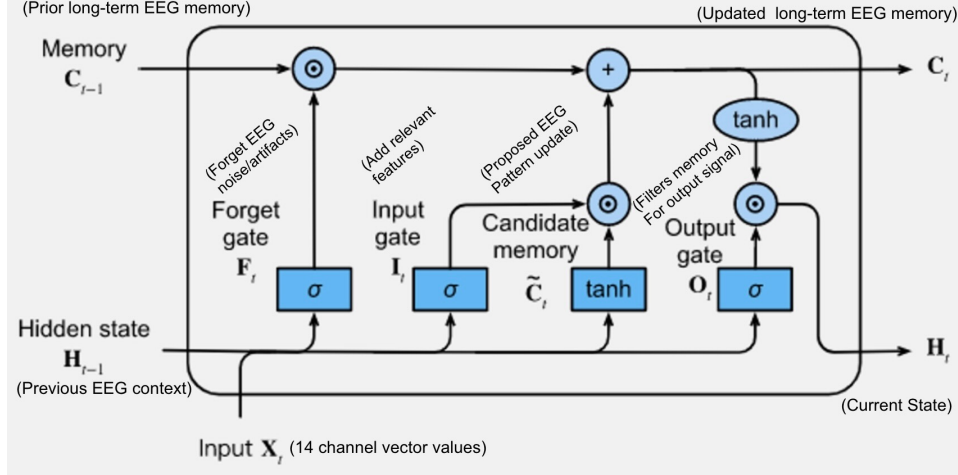 (Prior long-term EEG memory)
(Updated long-term EEG memory)
Memory
C_{t-1}
⊙
+
C_t
tanh
(Forget EEG
noise/artifacts)
(Add relevant
features)
(Proposed EEG
Pattern update)
(Filters memory
For output signal)
Forget
gate
F_t
Input
gate
I_t
Candidate
memory
C̃_t
⊙
Output
gate
O_t
⊙
σ
σ
tanh
σ
Hidden state
H_{t-1}
(Previous EEG context)
H_t
(Current State)
Input X_t (14 channel vector values)